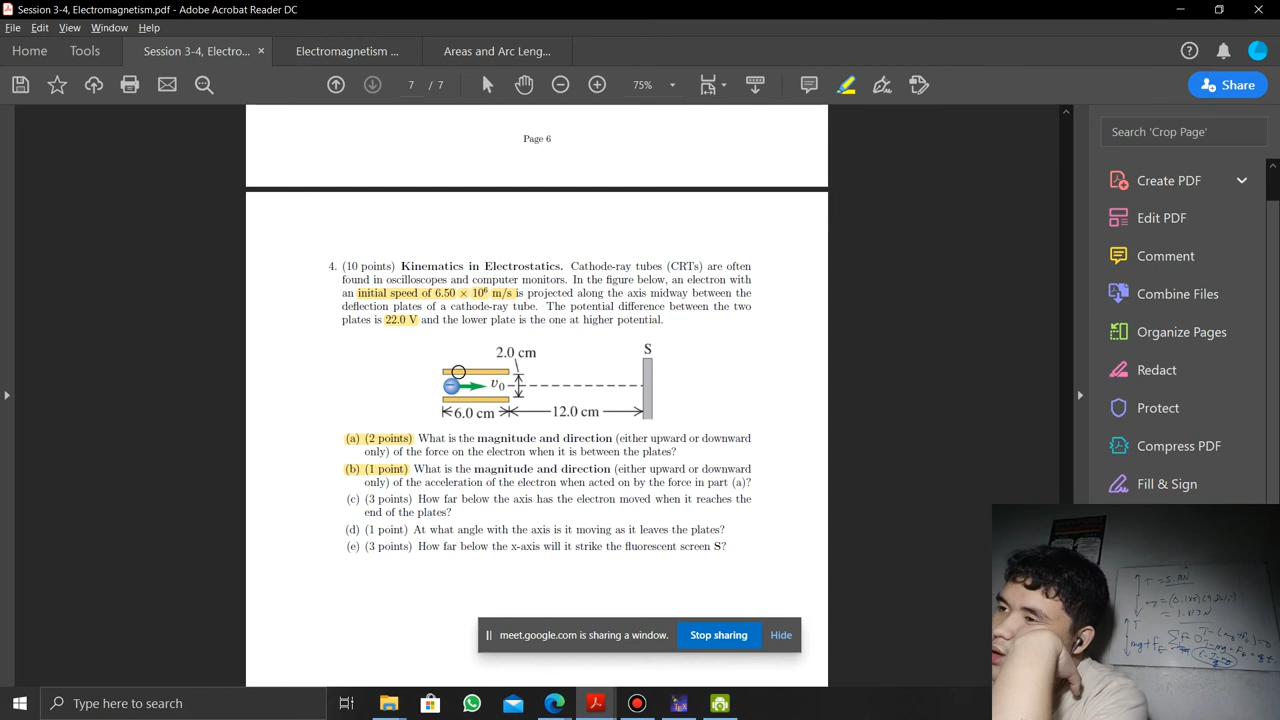 Session 3-4, Electromagnetism.pdf - Adobe Acrobat Reader DC
File Edit View Window Help
Home Tools Session 3-4, Electro... × Electromagnetism ... Areas and Arc Leng...
7 / 7 75% Share
Page 6
Search 'Crop Page'
Create PDF
Edit PDF
Comment
Combine Files
Organize Pages
Redact
Protect
Compress PDF
Fill & Sign
4. (10 points) Kinematics in Electrostatics. Cathode-ray tubes (CRTs) are often
found in oscilloscopes and computer monitors. In the figure below, an electron with
an initial speed of 6.50 × 10⁶ m/s is projected along the axis midway between the
deflection plates of a cathode-ray tube. The potential difference between the two
plates is 22.0 V and the lower plate is the one at higher potential.
2.0 cm
S
v₀
6.0 cm 12.0 cm
(a) (2 points) What is the magnitude and direction (either upward or downward
only) of the force on the electron when it is between the plates?
(b) (1 point) What is the magnitude and direction (either upward or downward
only) of the acceleration of the electron when acted on by the force in part (a)?
(c) (3 points) How far below the axis has the electron moved when it reaches the
end of the plates?
(d) (1 point) At what angle with the axis is it moving as it leaves the plates?
(e) (3 points) How far below the x-axis will it strike the fluorescent screen S?
meet.google.com is sharing a window. Stop sharing Hide
Type here to search